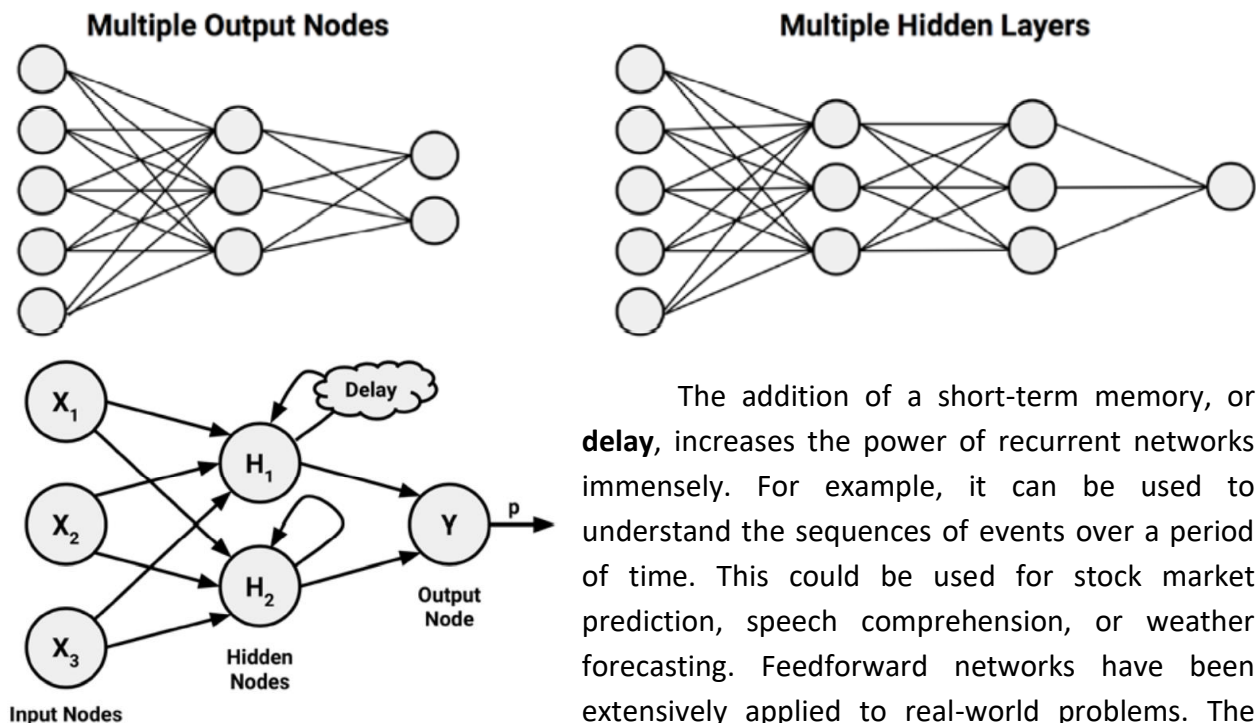 Multiple Output Nodes
Multiple Hidden Layers
X₁
X₂
X₃
Input Nodes
H₁
H₂
Hidden
Nodes
Delay
Y
Output
Node
p
The addition of a short-term memory, or
delay, increases the power of recurrent networks
immensely. For example, it can be used to
understand the sequences of events over a period
of time. This could be used for stock market
prediction, speech comprehension, or weather
forecasting. Feedforward networks have been
extensively applied to real-world problems. The